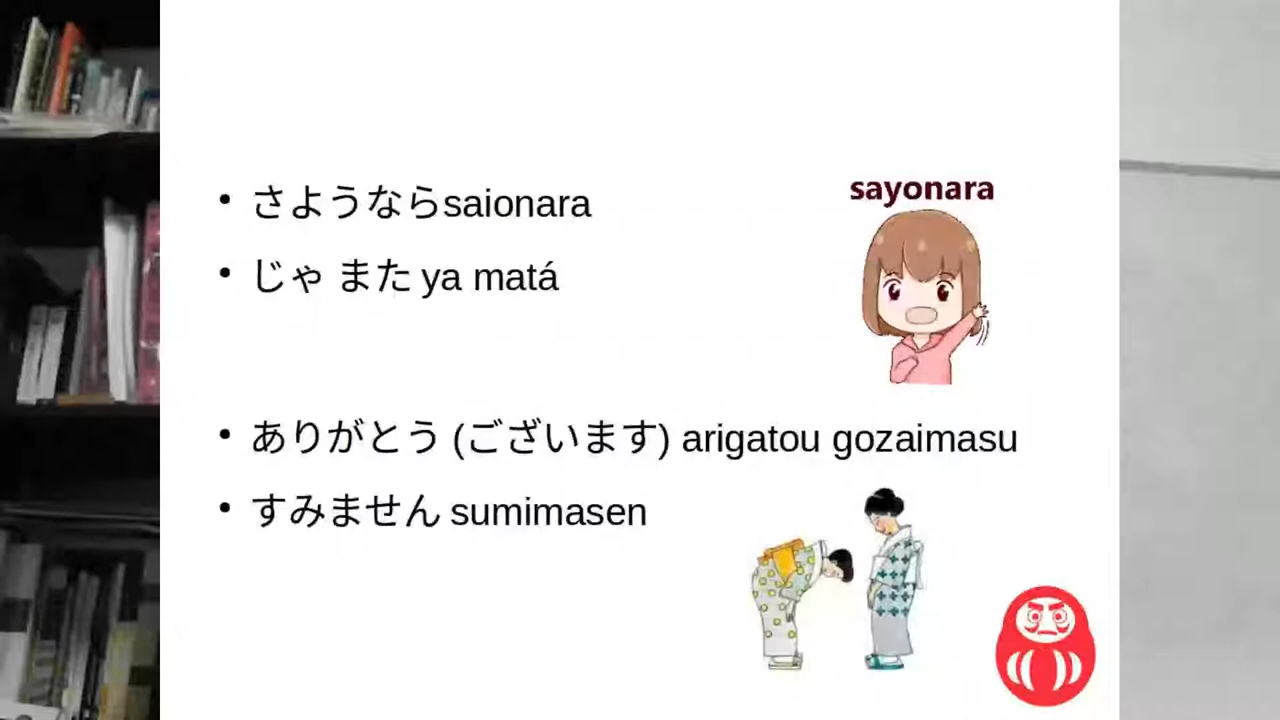 さようならsaionara
sayonara
じゃ また ya matá
ありがとう (ございます) arigatou gozaimasu
すみません sumimasen